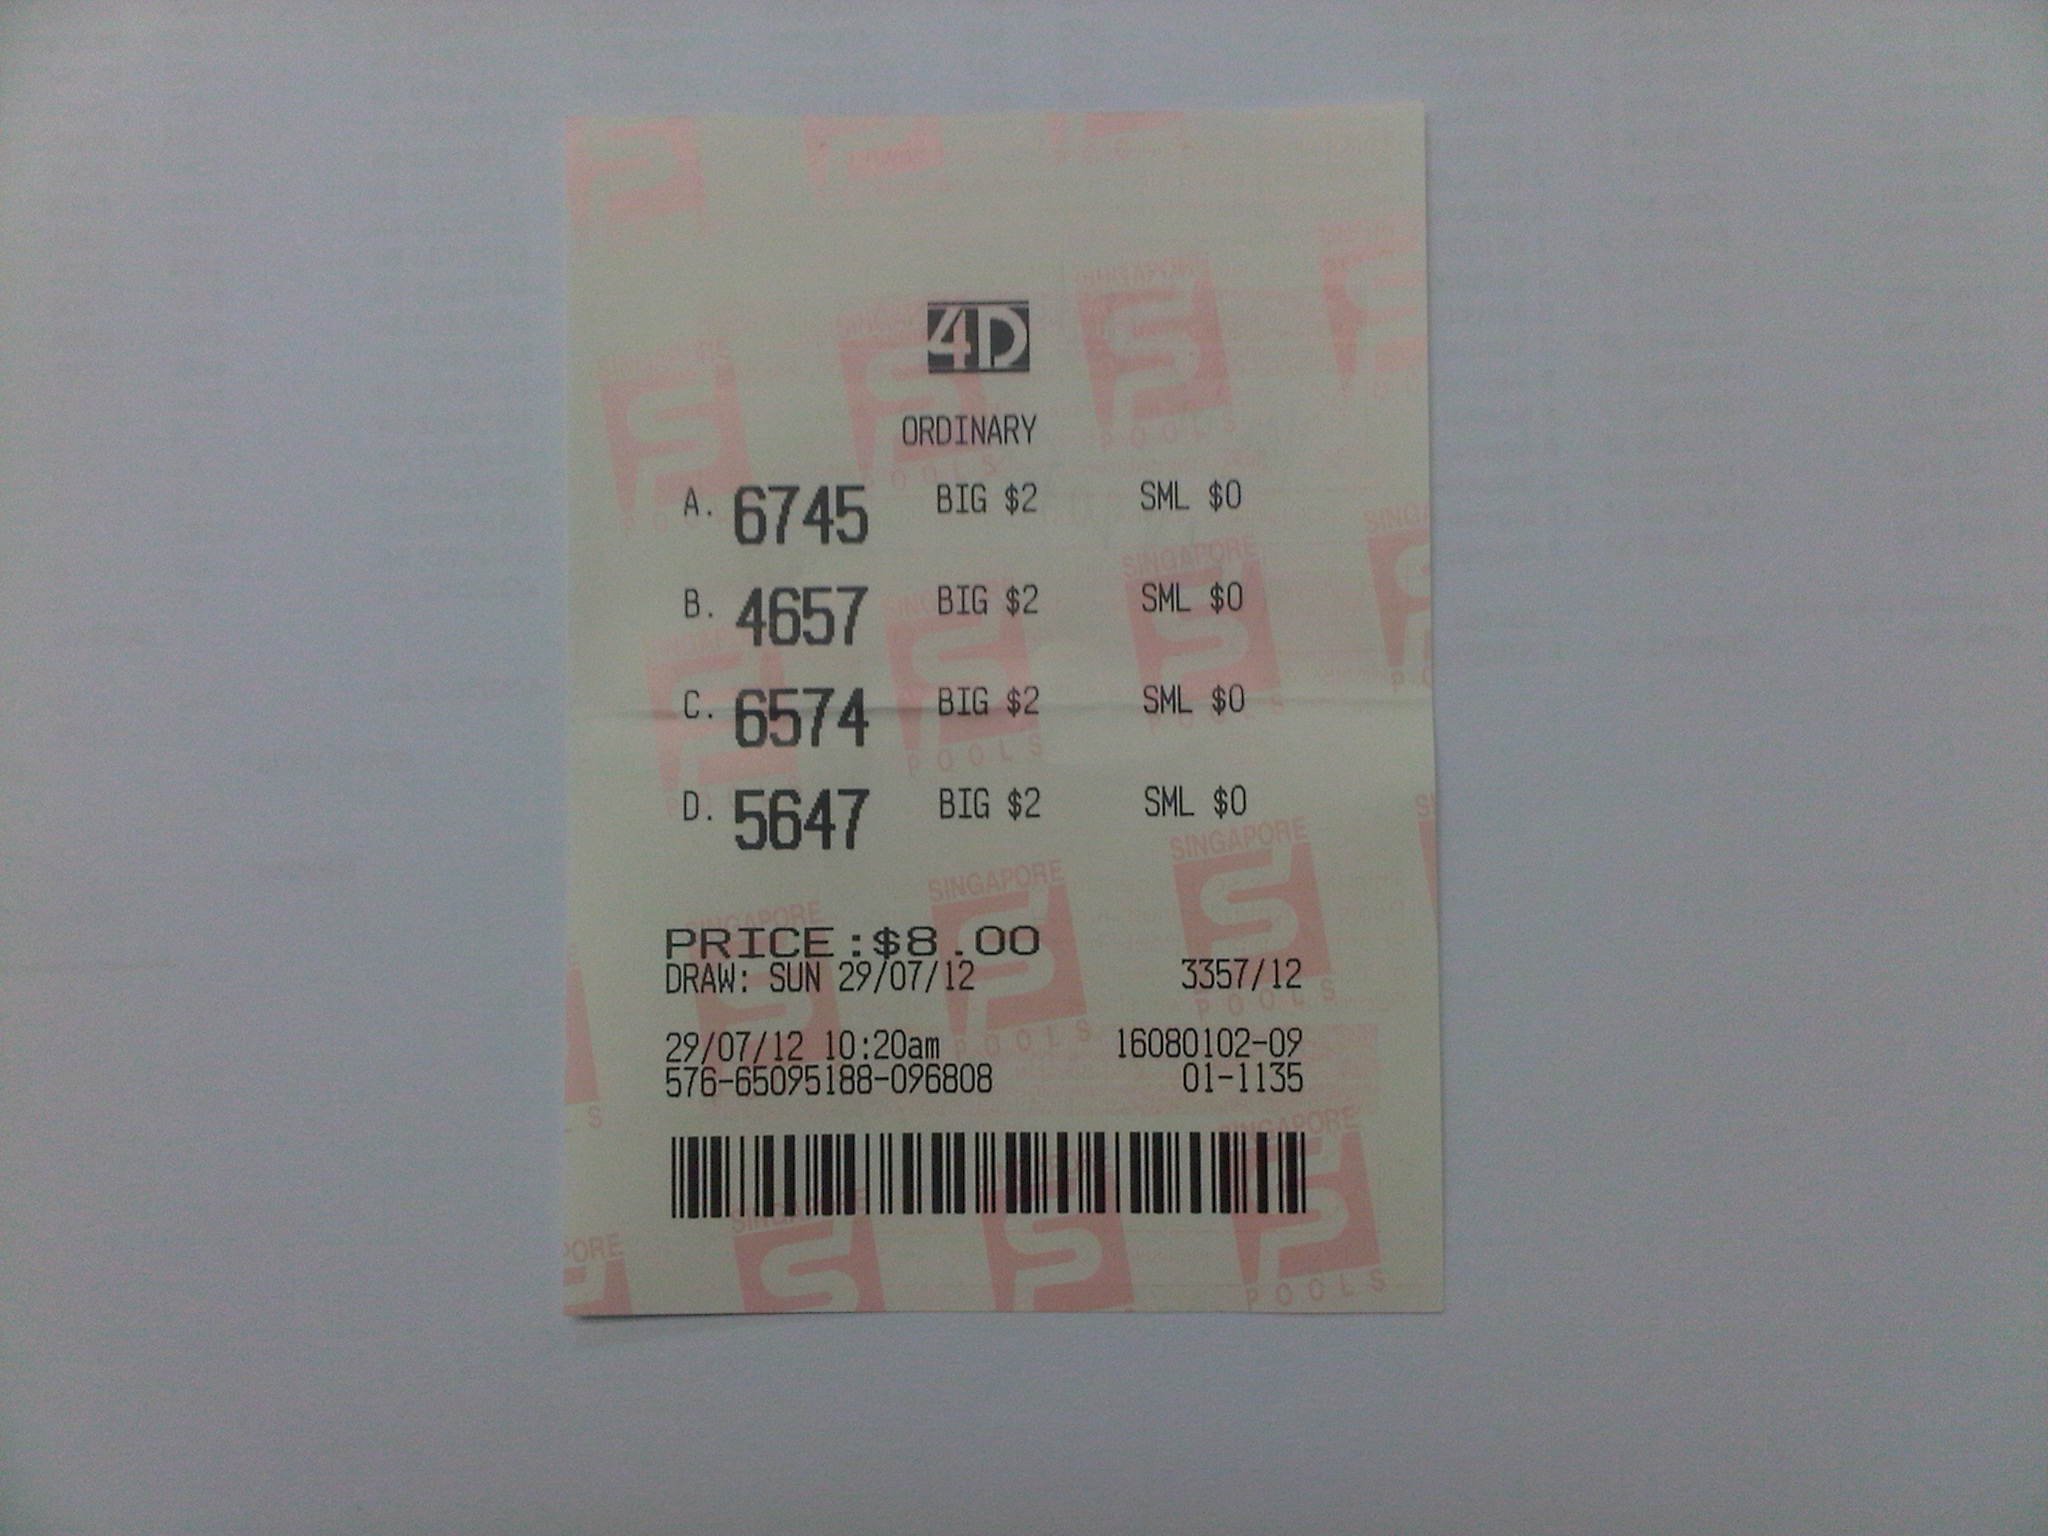 4D
ORDINARY
A. 6745 BIG $2 SML $0
B. 4657 BIG $2 SML $0
C. 6574 BIG $2 SML $0
D. 5647 BIG $2 SML $0
PRICE:$8.00
DRAW: SUN 29/07/12 3357/12
29/07/12 10:20am 16080102-09
576-65095188-096808 01-1135
SINGAPORE POOLS